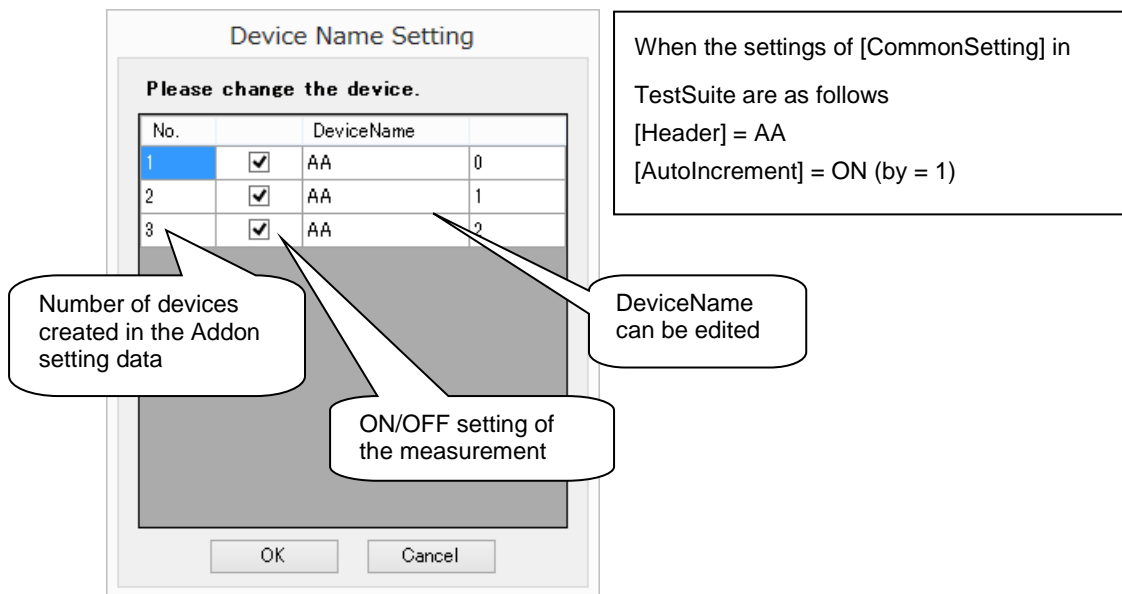 Device Name Setting
Please change the device.
No. DeviceName
1 AA 0
2 AA 1
3 AA 2
When the settings of [CommonSetting] in
TestSuite are as follows
[Header] = AA
[AutoIncrement] = ON (by = 1)
Number of devices
created in the Addon
setting data
DeviceName
can be edited
ON/OFF setting of
the measurement
OK Cancel